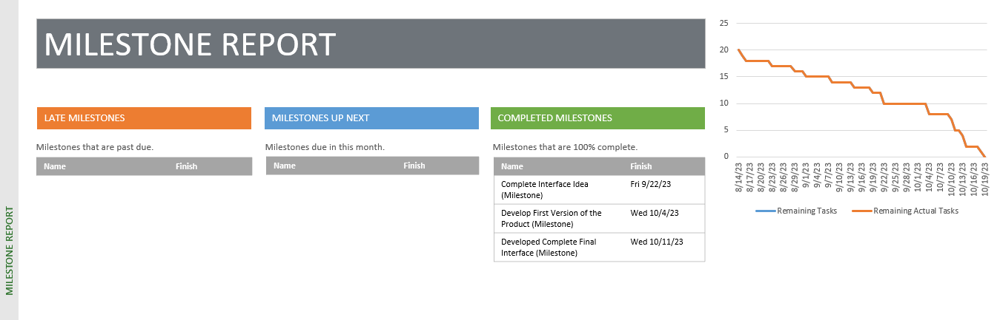 MILESTONE REPORT
MILESTONE REPORT
LATE MILESTONES
Milestones that are past due.
Name Finish
MILESTONES UP NEXT
Milestones due in this month.
Name Finish
COMPLETED MILESTONES
Milestones that are 100% complete.
Name Finish
Complete Interface Idea Fri 9/22/23
(Milestone)
Develop First Version of the Wed 10/4/23
Product (Milestone)
Developed Complete Final Wed 10/11/23
Interface (Milestone)
25
20
15
10
5
0
8/14/23
8/17/23
8/20/23
8/23/23
8/26/23
8/29/23
9/1/23
9/4/23
9/7/23
9/10/23
9/13/23
9/16/23
9/19/23
9/22/23
9/25/23
9/28/23
10/1/23
10/4/23
10/7/23
10/10/23
10/13/23
10/16/23
10/19/23
Remaining Tasks Remaining Actual Tasks